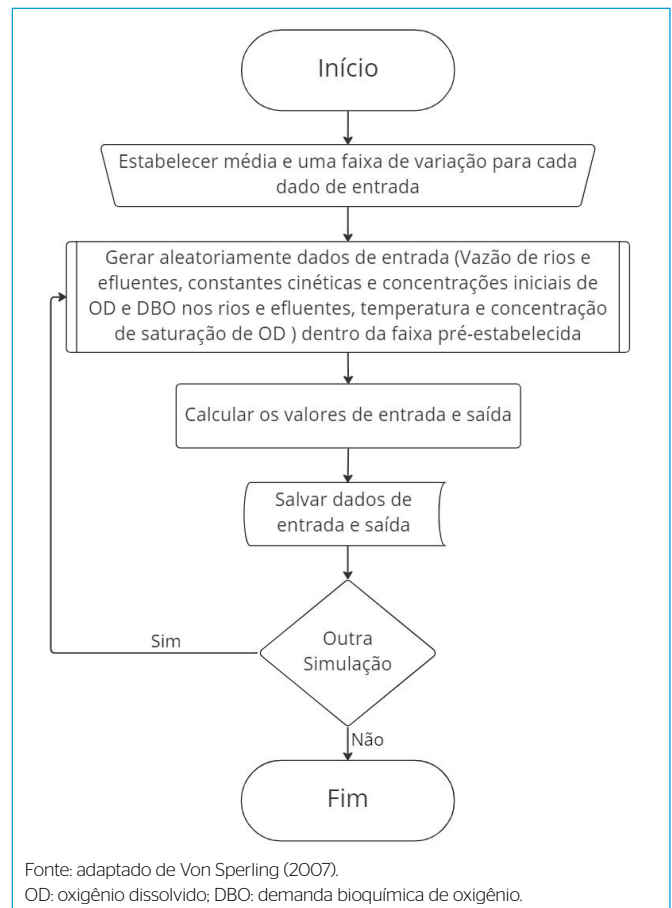 Início
Estabelecer média e uma faixa de variação para cada
dado de entrada
Gerar aleatoriamente dados de entrada (Vazão de rios e
efluentes, constantes cinéticas e concentrações iniciais de
OD e DBO nos rios e efluentes, temperatura e concentração
de saturação de OD ) dentro da faixa pré-estabelecida
Calcular os valores de entrada e saída
Salvar dados de
entrada e saída
Outra
Simulação
Sim
Não
Fim
Fonte: adaptado de Von Sperling (2007).
OD: oxigênio dissolvido; DBO: demanda bioquímica de oxigênio.